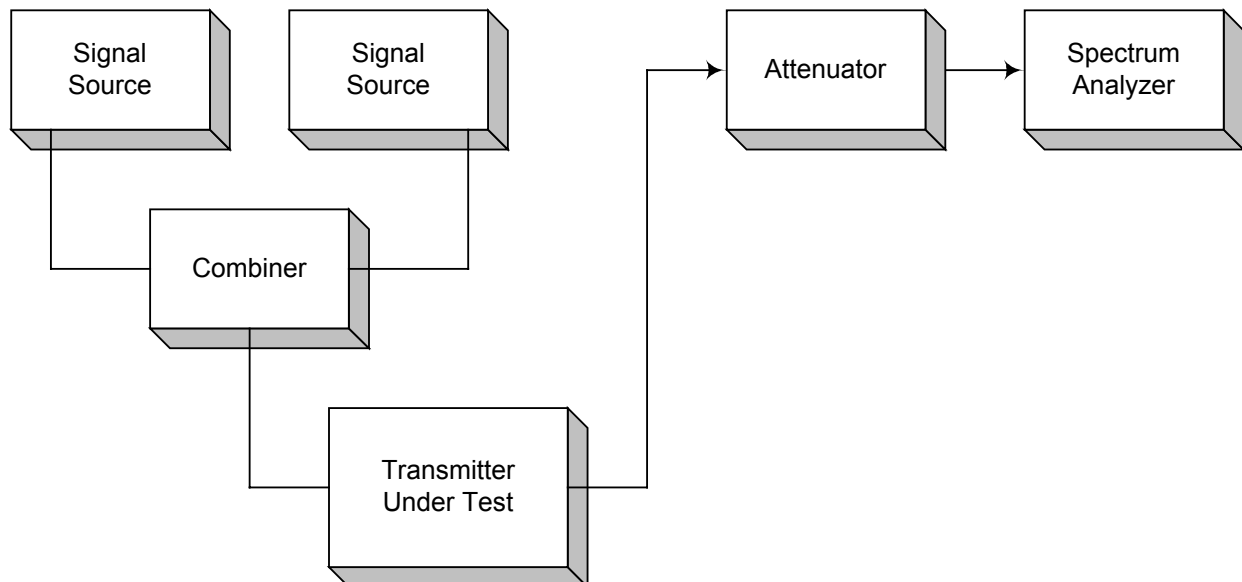 Signal
Source
Signal
Source
Attenuator
Spectrum
Analyzer
Combiner
Transmitter
Under Test